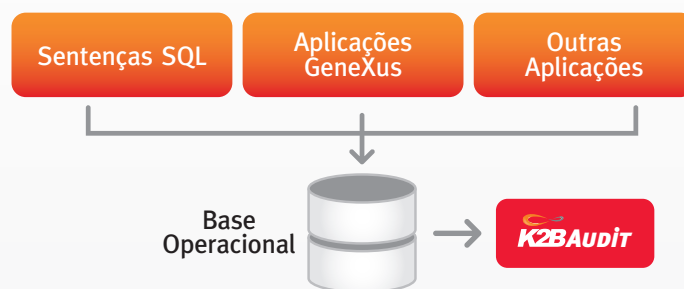 Sentenças SQL
Aplicações
GeneXus
Outras
Aplicações
Base
Operacional
K2BAUDIT